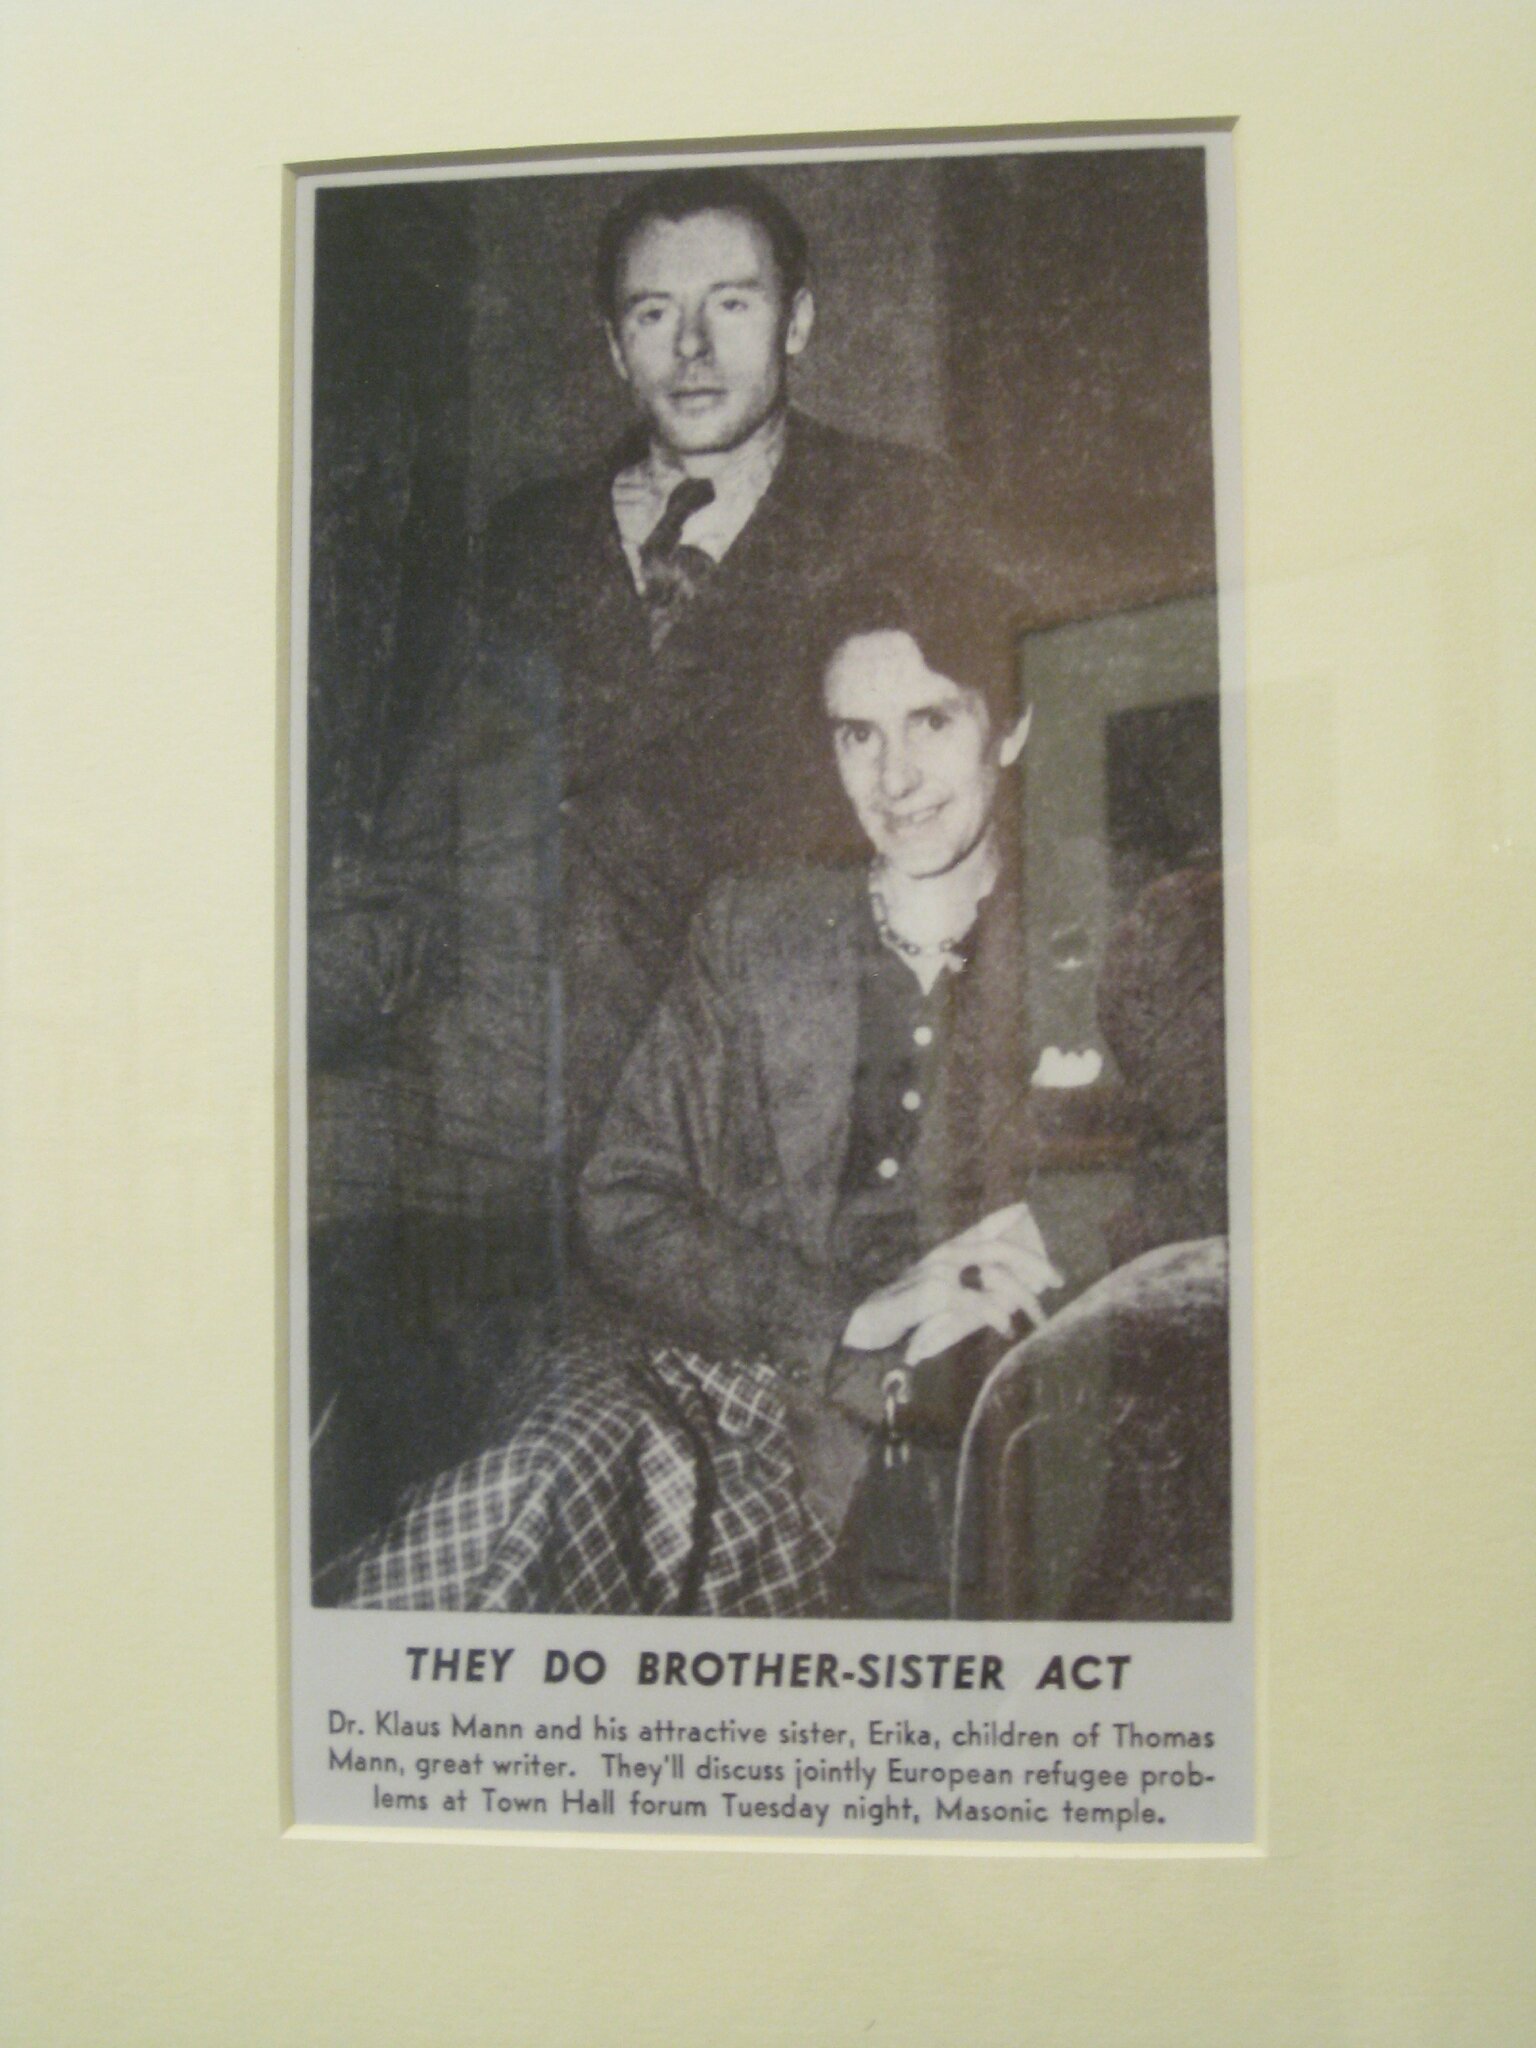 THEY DO BROTHER-SISTER ACT
Dr. Klaus Mann and his attractive sister, Erika, children of Thomas
Mann, great writer. They'll discuss jointly European refugee prob-
lems at Town Hall forum Tuesday night, Masonic temple.